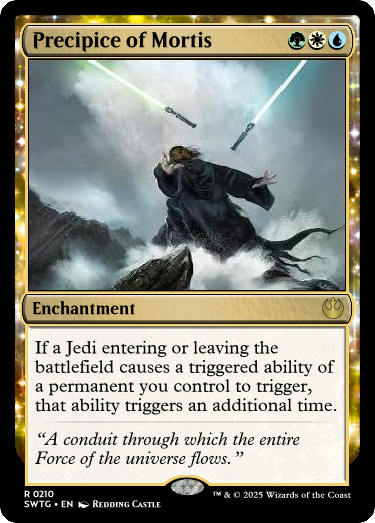 Precipice of Mortis
Enchantment
If a Jedi entering or leaving the
battlefield causes a triggered ability of
a permanent you control to trigger,
that ability triggers an additional time.
“A conduit through which the entire
Force of the universe flows.”
R 0210
SWTG • EN Redding Castle
™ & © 2025 Wizards of the Coast